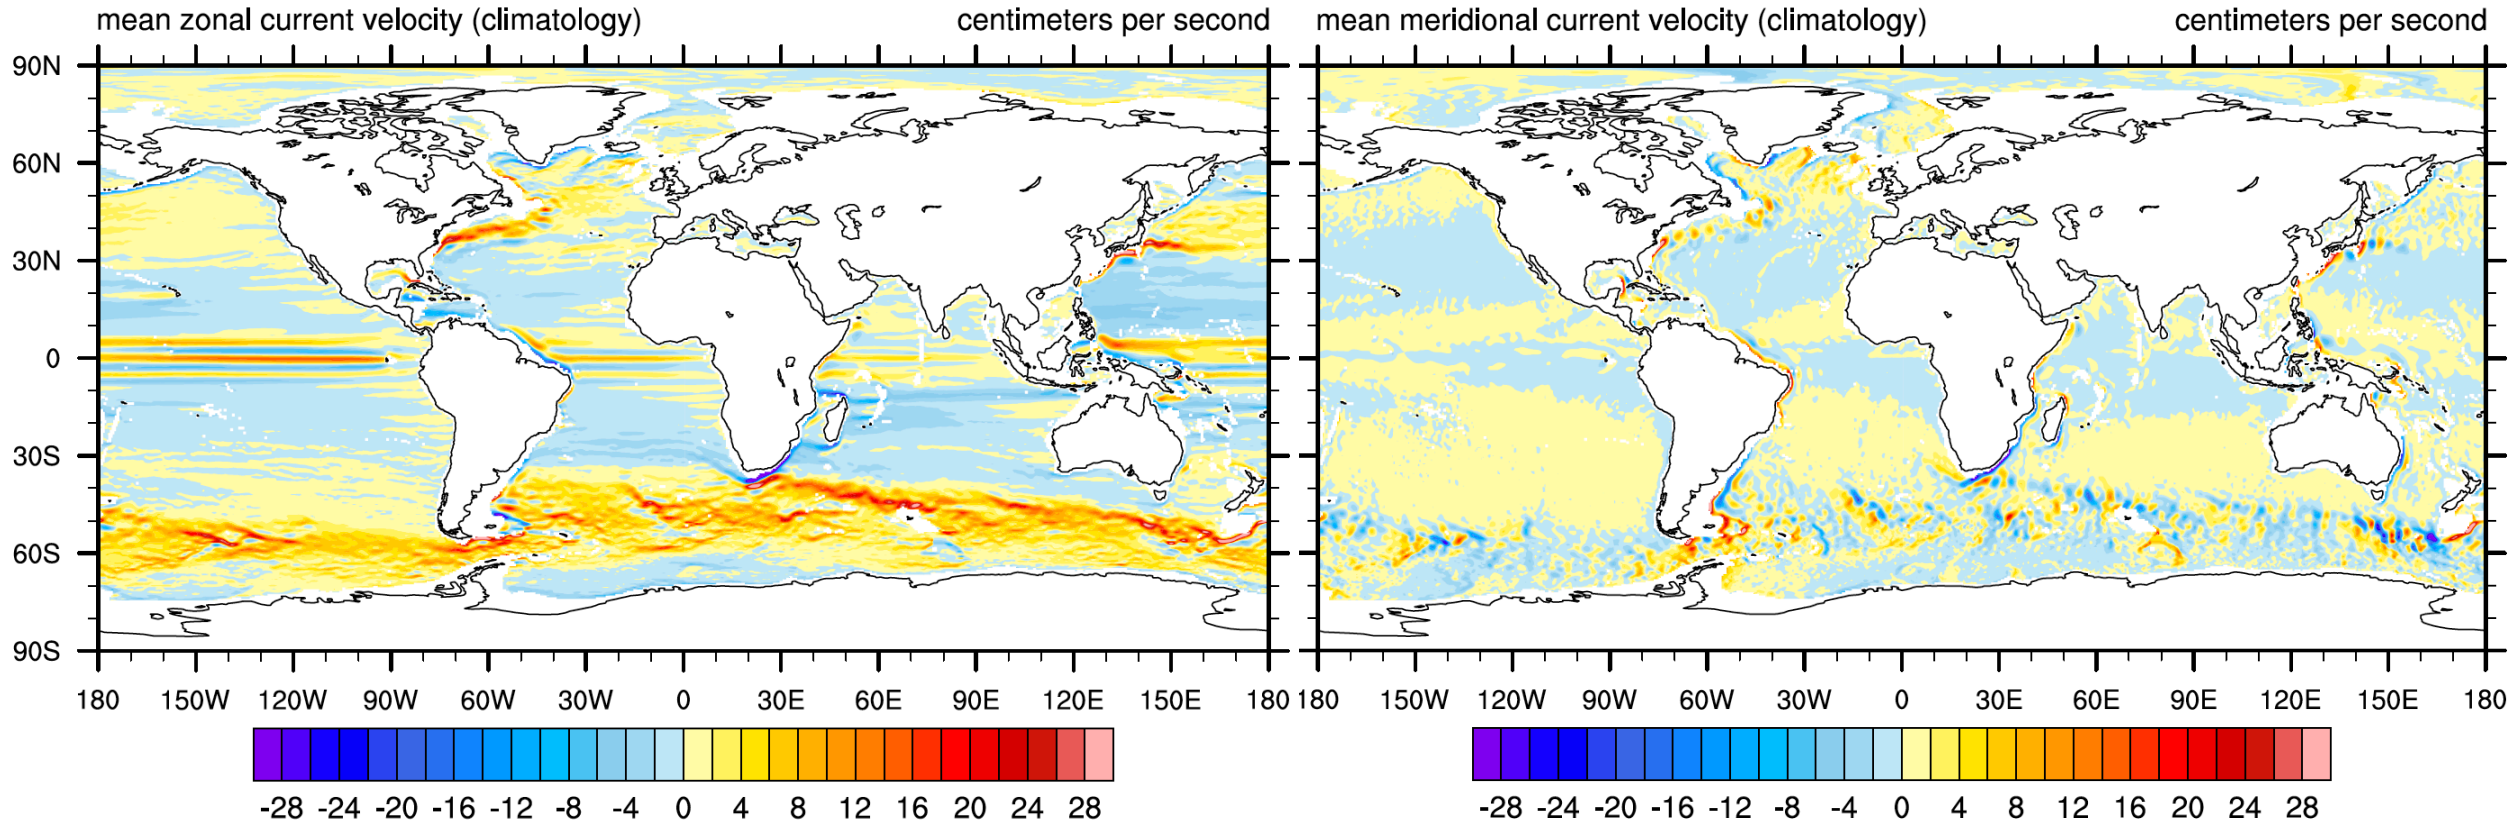 mean zonal current velocity (climatology) centimeters per second
mean meridional current velocity (climatology) centimeters per second
90N
60N
30N
0
30S
60S
90S
180 150W 120W 90W 60W 30W 0 30E 60E 90E 120E 150E 180
180 150W 120W 90W 60W 30W 0 30E 60E 90E 120E 150E 180
-28 -24 -20 -16 -12 -8 -4 0 4 8 12 16 20 24 28
-28 -24 -20 -16 -12 -8 -4 0 4 8 12 16 20 24 28